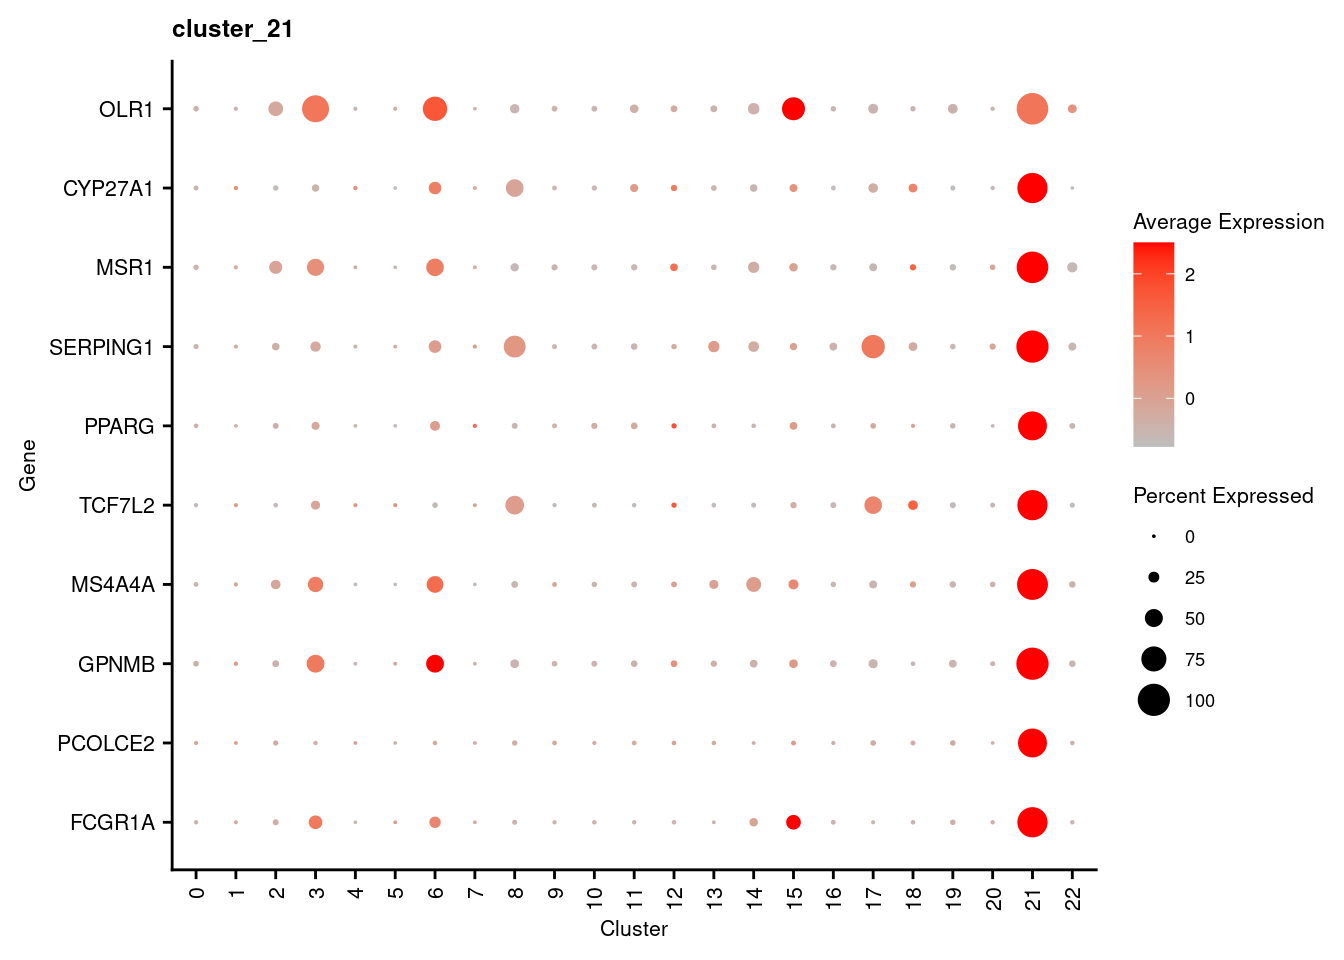 cluster_21
OLR1
CYP27A1
MSR1
SERPING1
PPARG
TCF7L2
MS4A4A
GPNMB
PCOLCE2
FCGR1A
Gene
0 1 2 3 4 5 6 7 8 9 10 11 12 13 14 15 16 17 18 19 20 21 22
Cluster
Average Expression
2
1
0
Percent Expressed
0
25
50
75
100